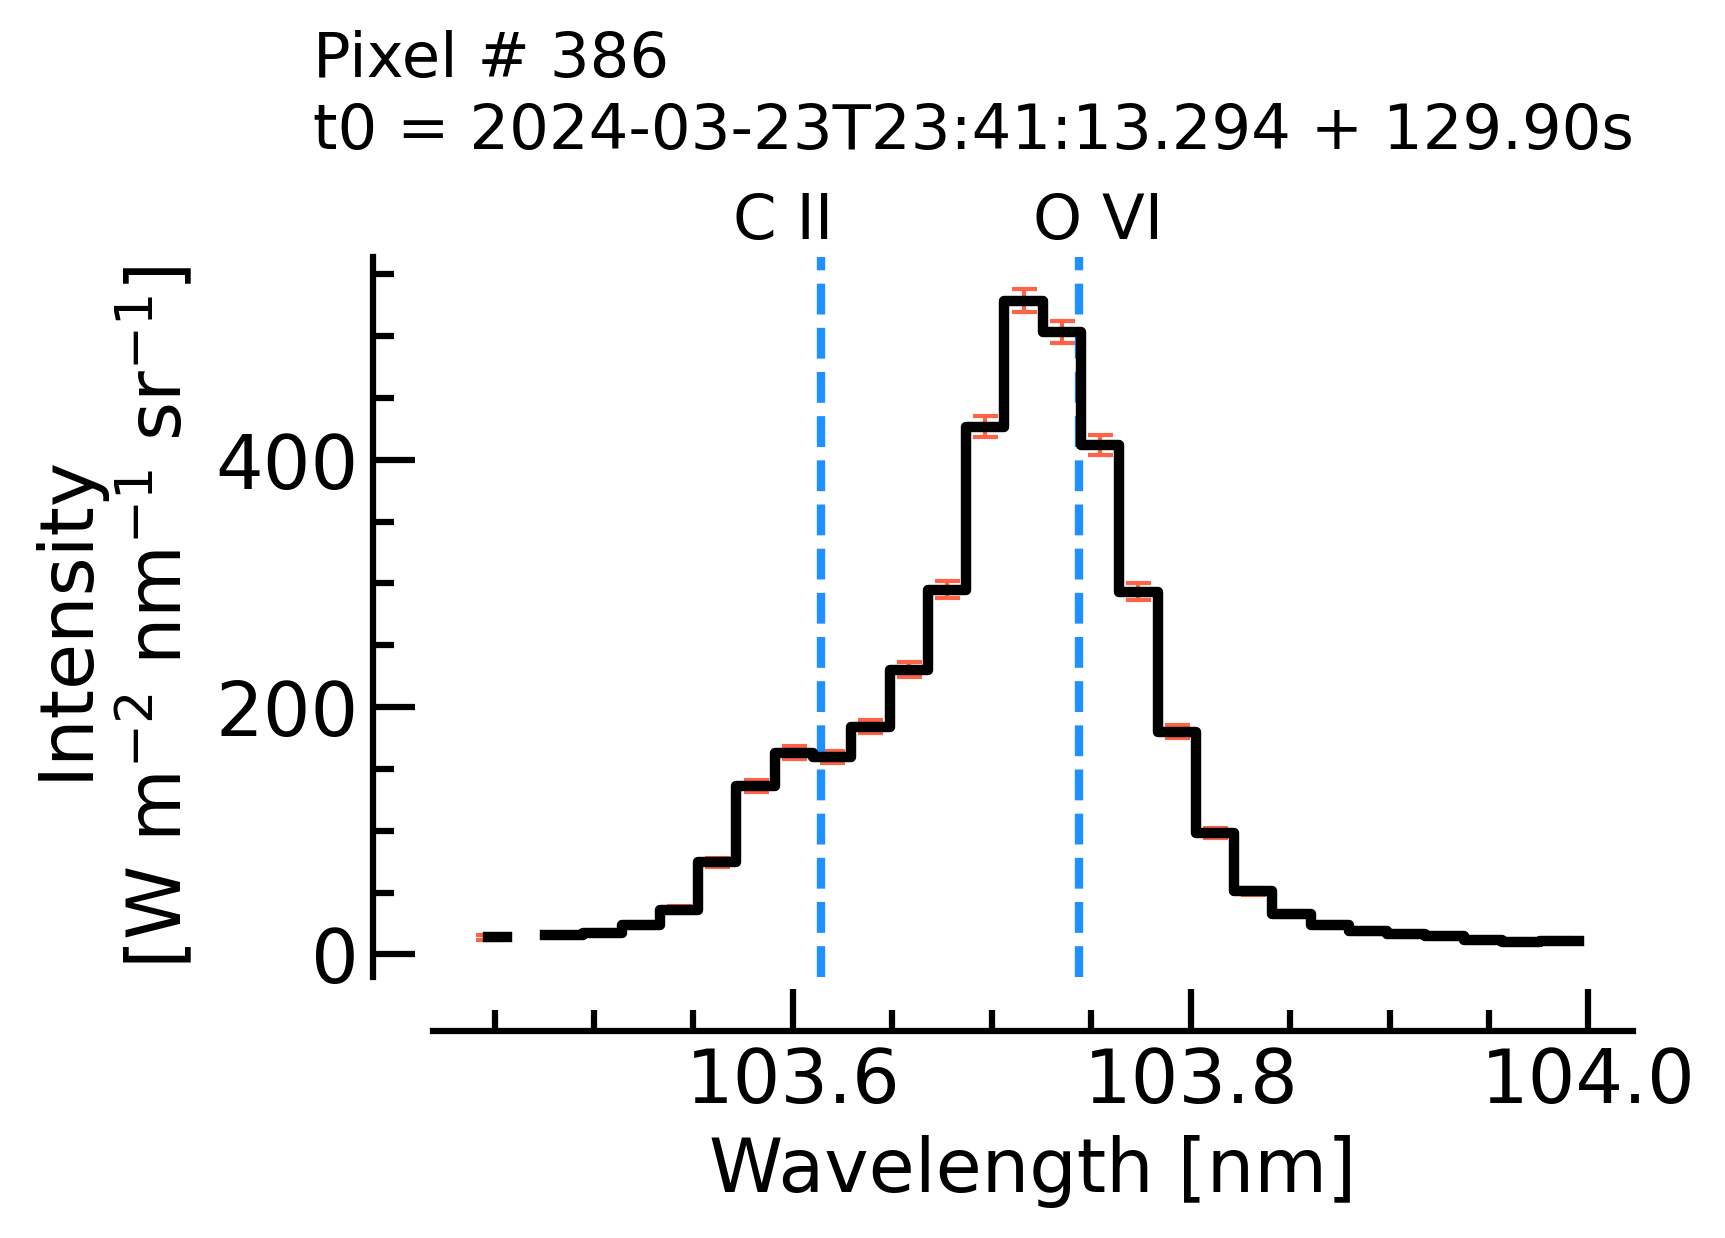 Pixel # 386
t0 = 2024-03-23T23:41:13.294 + 129.90s
C II
O VI
Intensity
[W m⁻² nm⁻¹ sr⁻¹]
400
200
0
103.6
103.8
104.0
Wavelength [nm]